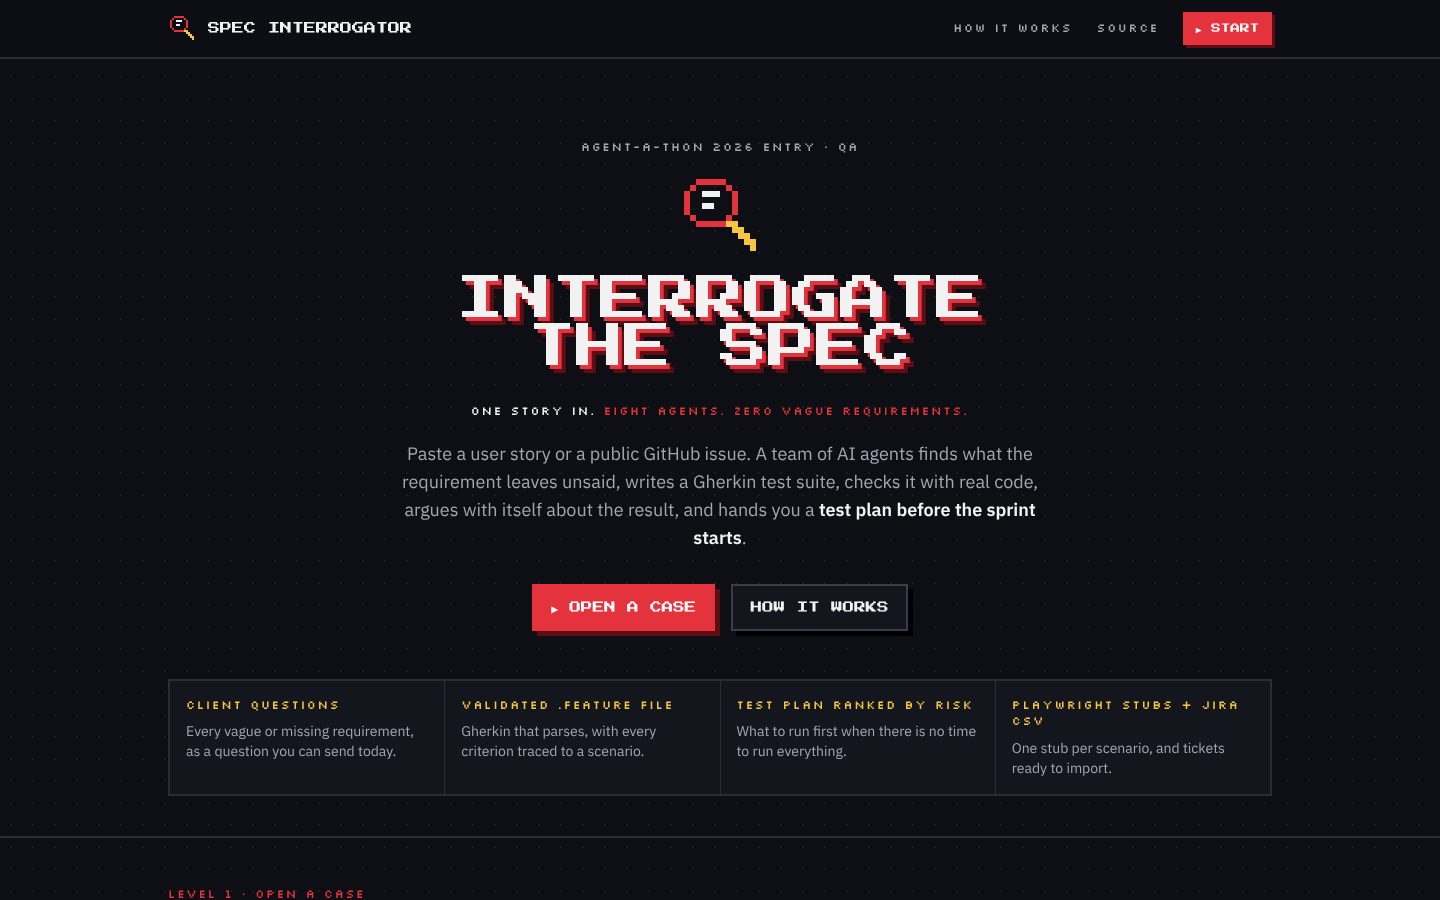 SPEC INTERROGATOR
HOW IT WORKS
SOURCE
▶ START
AGENT-A-THON 2026 ENTRY · QA
INTERROGATE
THE SPEC
ONE STORY IN. EIGHT AGENTS. ZERO VAGUE REQUIREMENTS.
Paste a user story or a public GitHub issue. A team of AI agents finds what the
requirement leaves unsaid, writes a Gherkin test suite, checks it with real code,
argues with itself about the result, and hands you a test plan before the sprint
starts.
▶ OPEN A CASE
HOW IT WORKS
CLIENT QUESTIONS
Every vague or missing requirement,
as a question you can send today.
VALIDATED .FEATURE FILE
Gherkin that parses, with every
criterion traced to a scenario.
TEST PLAN RANKED BY RISK
What to run first when there is no time
to run everything.
PLAYWRIGHT STUBS + JIRA
CSV
One stub per scenario, and tickets
ready to import.
LEVEL 1 · OPEN A CASE